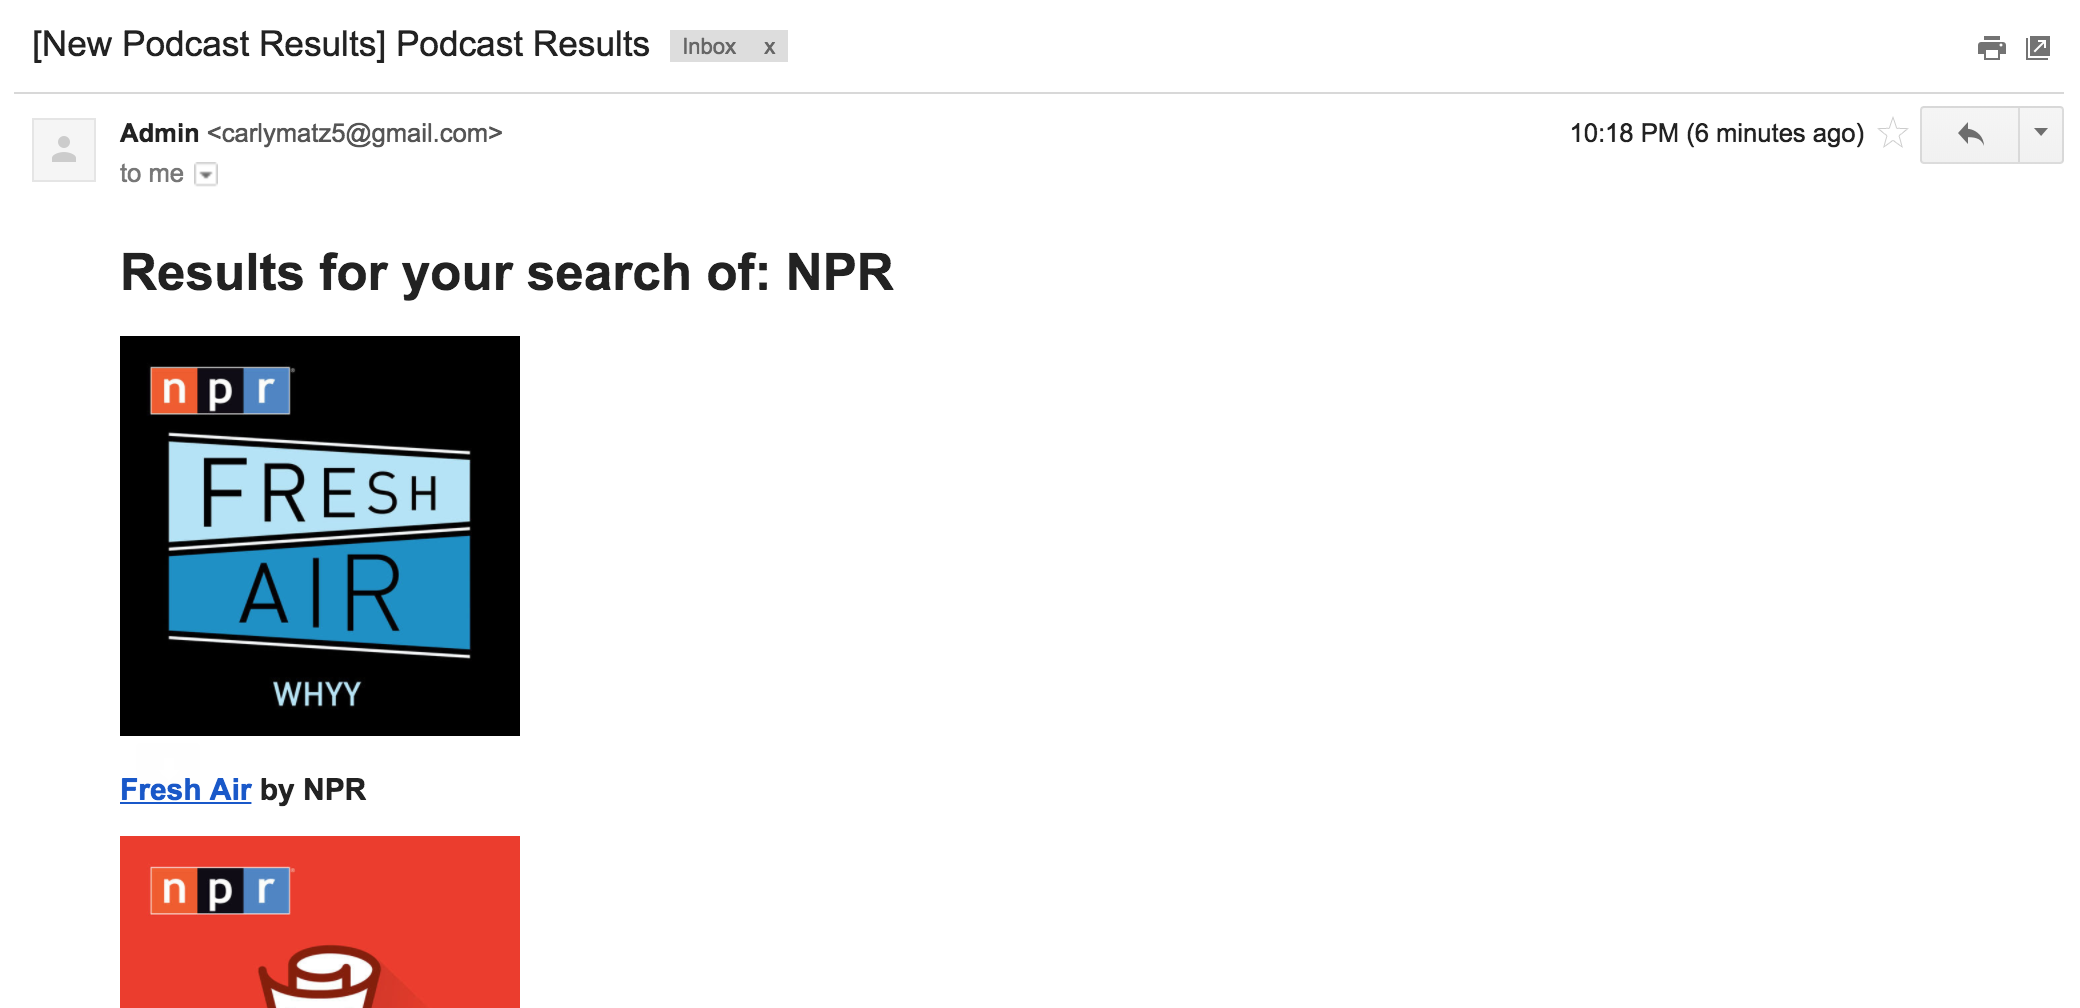 [New Podcast Results] Podcast Results Inbox x
Admin <carlymatz5@gmail.com> 10:18 PM (6 minutes ago)
to me
Results for your search of: NPR
npr
FRESH
AIR
WHYY
Fresh Air by NPR
npr